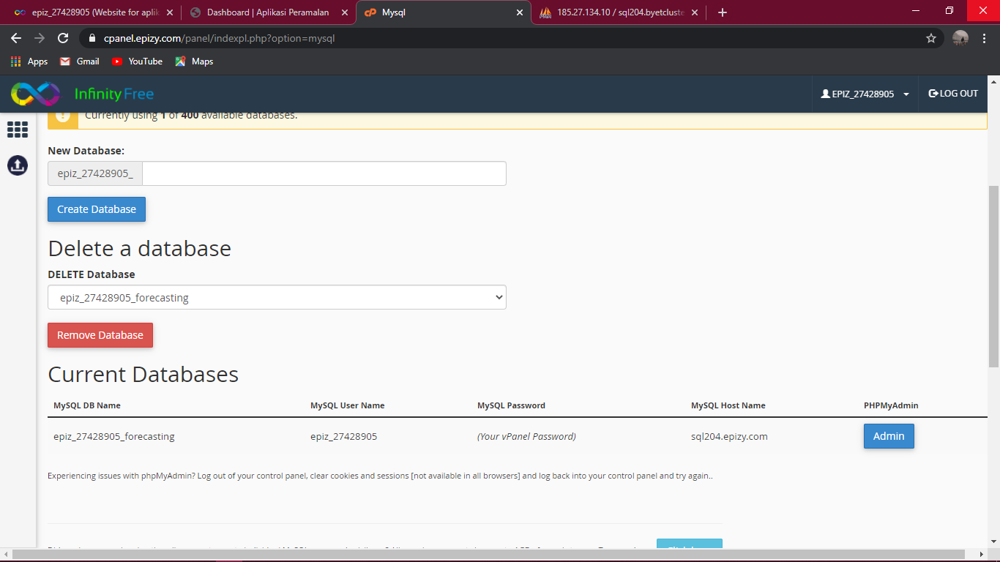 epiz_27428905 (Website for aplik
Dashboard | Aplikasi Peramalan
Mysql
185.27.134.10 / sql204.byetcluste
cpanel.epizy.com/panel/indexpl.php?option=mysql
Apps
Gmail
YouTube
Maps
InfinityFree
EPIZ_27428905
LOG OUT
Currently using 1 of 400 available databases.
New Database:
epiz_27428905_
Create Database
Delete a database
DELETE Database
epiz_27428905_forecasting
Remove Database
Current Databases
MySQL DB Name MySQL User Name MySQL Password MySQL Host Name PHPMyAdmin
epiz_27428905_forecasting epiz_27428905 (Your vPanel Password) sql204.epizy.com Admin
Experiencing issues with phpMyAdmin? Log out of your control panel, clear cookies and sessions [not available in all browsers] and log back into your control panel and try again..